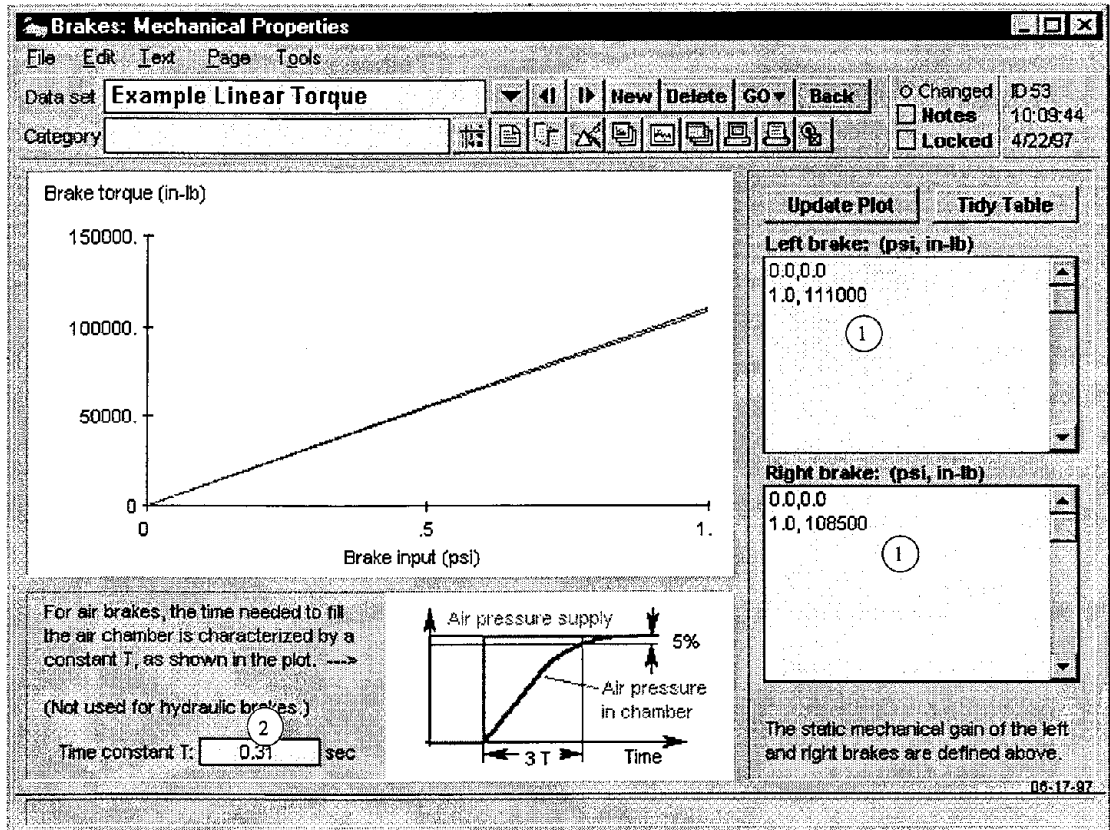 Brakes: Mechanical Properties
File Edit Text Page Tools
Data set Example Linear Torque New Delete GO Back
Category
Changed ID 53
Notes 10:09:44
Locked 4/22/97
Brake torque (in-lb)
150000.
100000.
50000.
0
0 .5 1.
Brake input (psi)
Update Plot Tidy Table
Left brake: (psi, in-lb)
0.0,0.0
1.0, 111000
1
Right brake: (psi, in-lb)
0.0,0.0
1.0, 108500
1
The static mechanical gain of the left
and right brakes are defined above.
For air brakes, the time needed to fill
the air chamber is characterized by a
constant T, as shown in the plot. --->
(Not used for hydraulic brakes.)
2
Time constant T: 0.31 sec
Air pressure supply
5%
Air pressure
in chamber
3 T Time
06-17-97